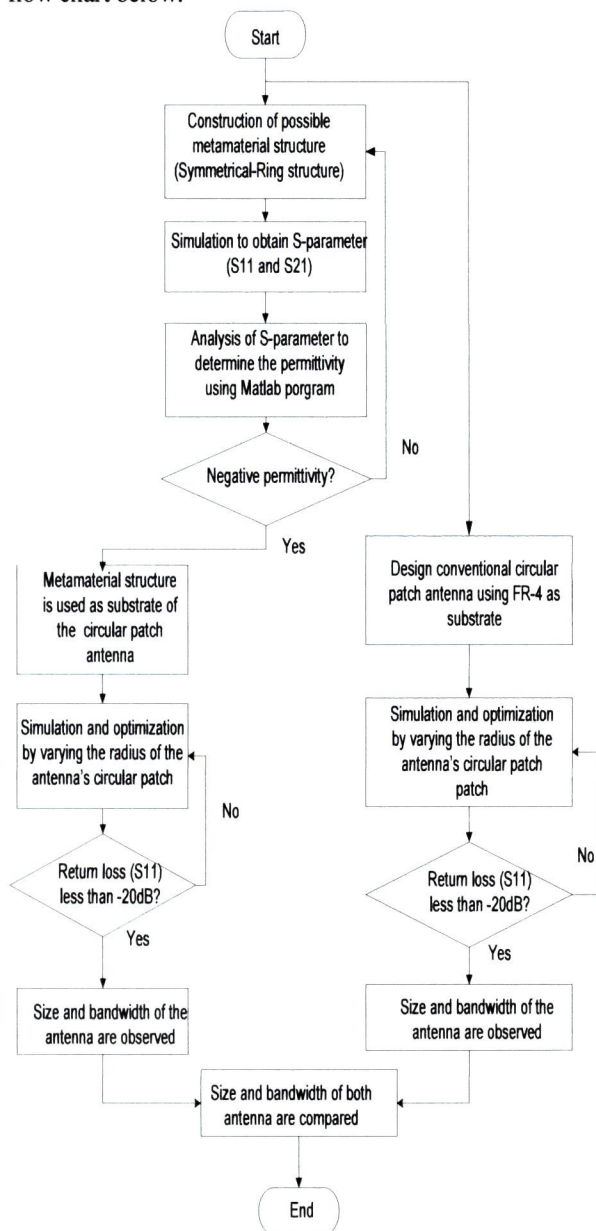 flow chart below:
Start
Construction of possible
metamaterial structure
(Symmetrical-Ring structure)
Simulation to obtain S-parameter
(S11 and S21)
Analysis of S-parameter to
determine the permittivity
using Matlab porgram
Negative permittivity?
No
Yes
Metamaterial structure
is used as substrate of
the circular patch
antenna
Simulation and optimization
by varying the radius of the
antenna's circular patch
No
Return loss (S11)
less than -20dB?
Yes
Size and bandwidth of the
antenna are observed
Design conventional circular
patch antenna using FR-4 as
substrate
Simulation and optimization
by varying the radius of the
antenna's circular patch
patch
No
Return loss (S11)
less than -20dB?
Yes
Size and bandwidth of the
antenna are observed
Size and bandwidth of both
antenna are compared
End